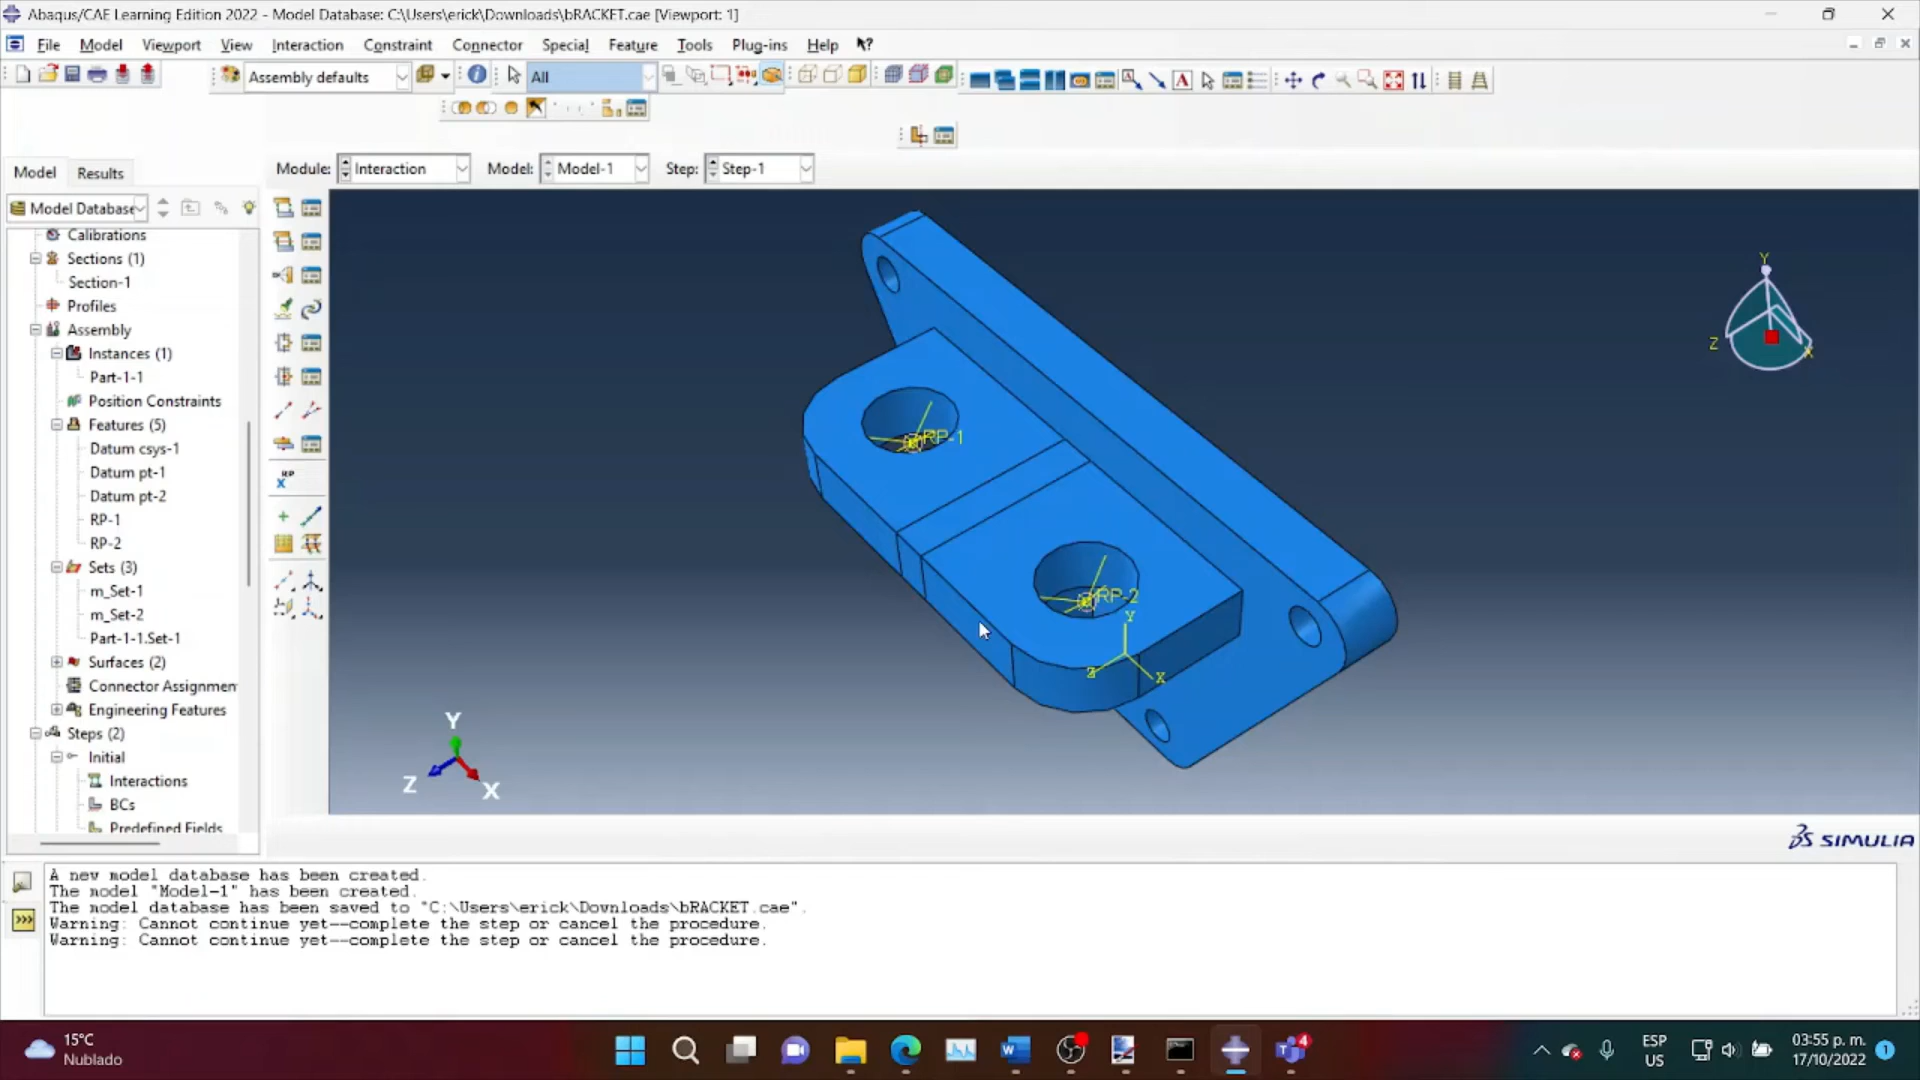 Abaqus/CAE Learning Edition 2022 - Model Database: C:\Users\erick\Downloads\bRACKET.cae [Viewport: 1]
File Model Viewport View Interaction Constraint Connector Special Feature Tools Plug-ins Help
Assembly defaults All
Model Results Module: Interaction Model: Model-1 Step: Step-1
Model Database
Calibrations
Sections (1)
Section-1
Profiles
Assembly
Instances (1)
Part-1-1
Position Constraints
Features (5)
Datum csys-1
Datum pt-1
Datum pt-2
RP-1
RP-2
Sets (3)
m_Set-1
m_Set-2
Part-1-1.Set-1
Surfaces (2)
Connector Assignmen
Engineering Features
Steps (2)
Initial
Interactions
BCs
Predefined Fields
RP
X
Y
Z
X
RP-1
RP-2
Y
Z
X
Y
Z
X
SIMULIA
A new model database has been created.
The model "Model-1" has been created.
The model database has been saved to "C:\Users\erick\Downloads\bRACKET.cae".
Warning: Cannot continue yet--complete the step or cancel the procedure.
Warning: Cannot continue yet--complete the step or cancel the procedure.
15°C
Nublado
4
ESP
US
03:55 p. m.
17/10/2022
1